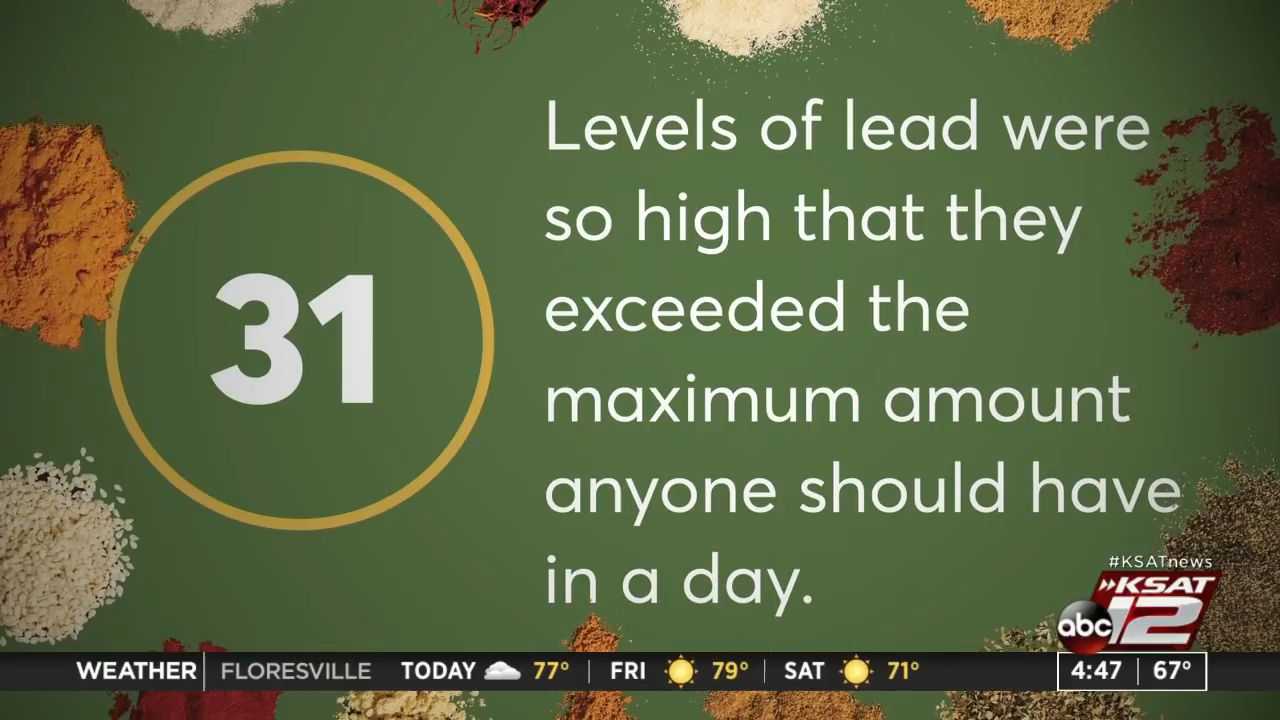 31
Levels of lead were
so high that they
exceeded the
maximum amount
anyone should have
in a day.
#KSATnews
KSAT
abc 12
WEATHER FLORESVILLE TODAY 77° FRI 79° SAT 71° 4:47 67°